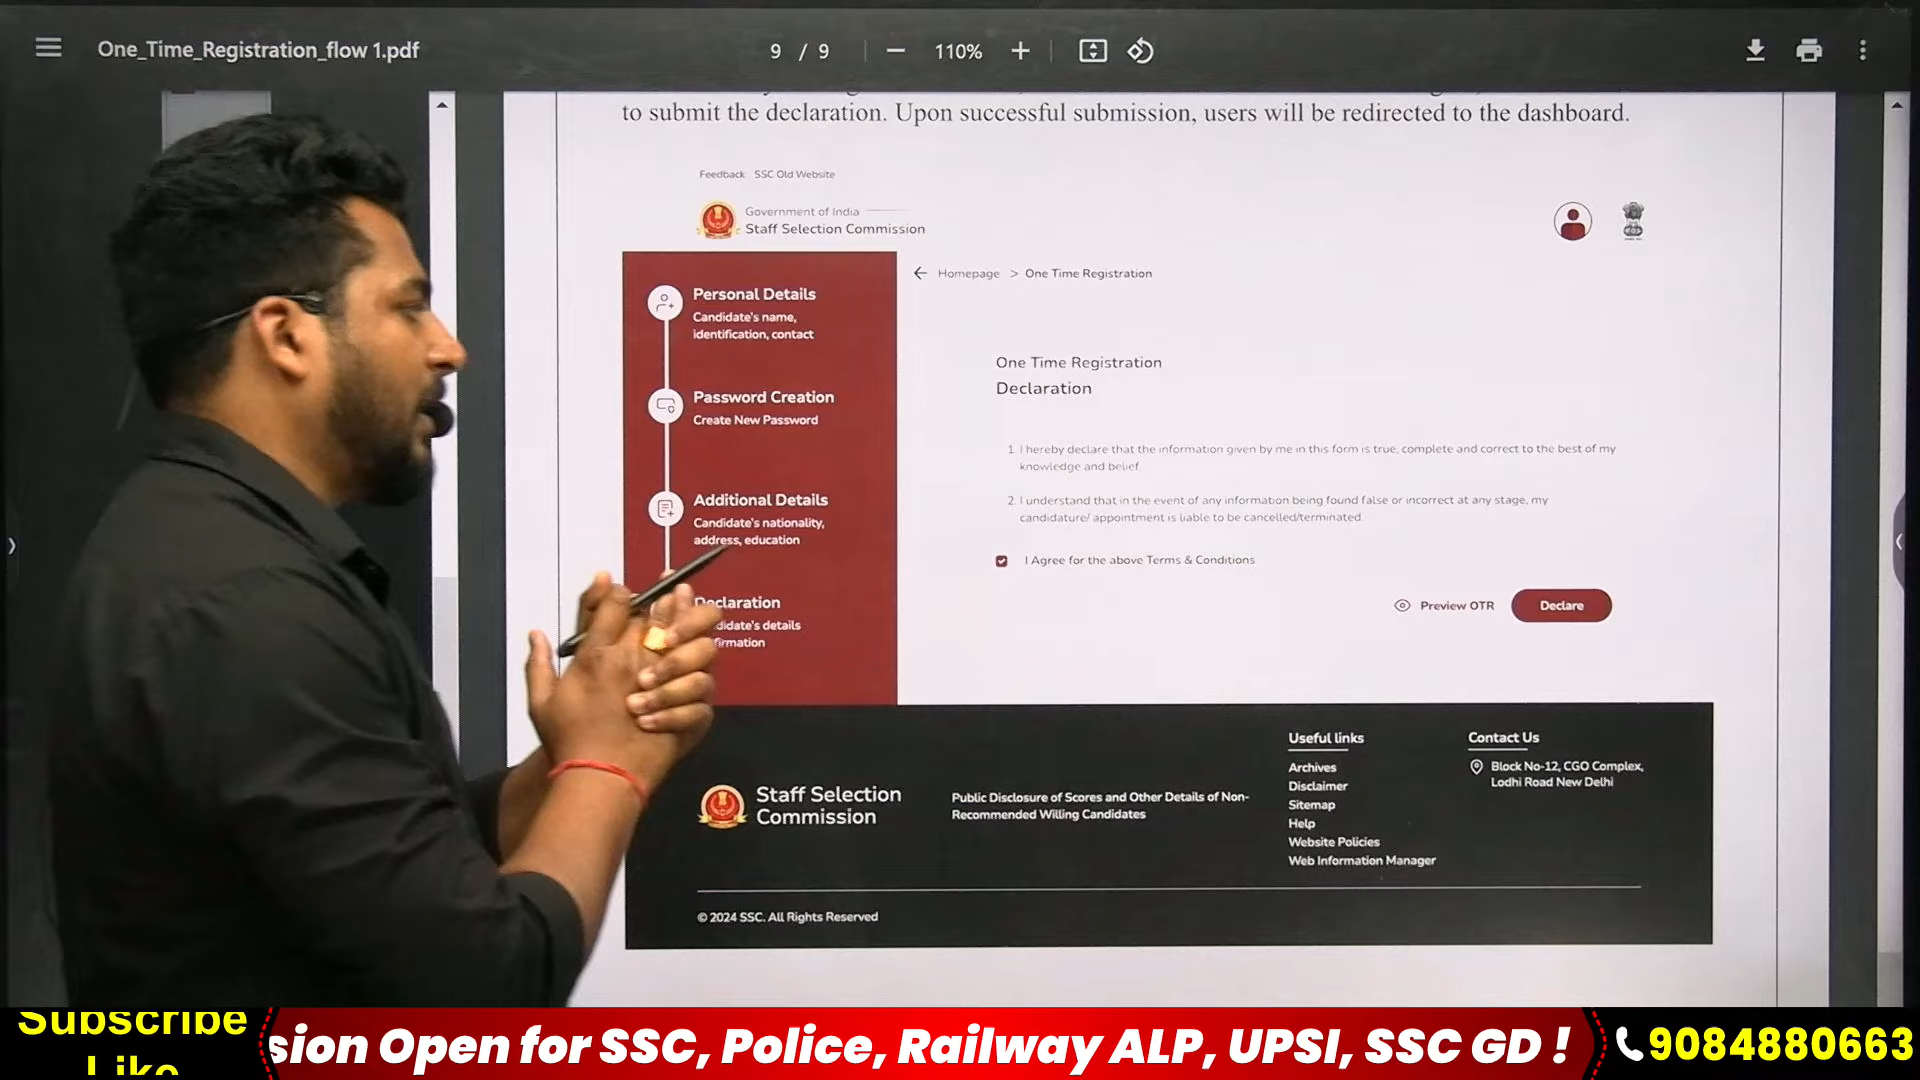 One_Time_Registration_flow 1.pdf
9 / 9
110%
to submit the declaration. Upon successful submission, users will be redirected to the dashboard.
Feedback SSC Old Website
Government of India
Staff Selection Commission
Homepage > One Time Registration
Personal Details
Candidate's name,
identification, contact
Password Creation
Create New Password
Additional Details
Candidate's nationality,
address, education
Declaration
details
One Time Registration
Declaration
1. I hereby declare that the information given by me in this form is true, complete and correct to the best of my
knowledge and belief.
2. I understand that in the event of any information being found false or incorrect at any stage, my
candidature/ appointment is liable to be cancelled/terminated.
I Agree for the above Terms & Conditions
Preview OTR
Declare
Staff Selection
Commission
Public Disclosure of Scores and Other Details of Non-
Recommended Willing Candidates
Useful links
Archives
Disclaimer
Sitemap
Help
Website Policies
Web Information Manager
Contact Us
Block No-12, CGO Complex,
Lodhi Road New Delhi
© 2024 SSC. All Rights Reserved
Subscribe
Like
sion Open for SSC, Police, Railway ALP, UPSI, SSC GD !
9084880663